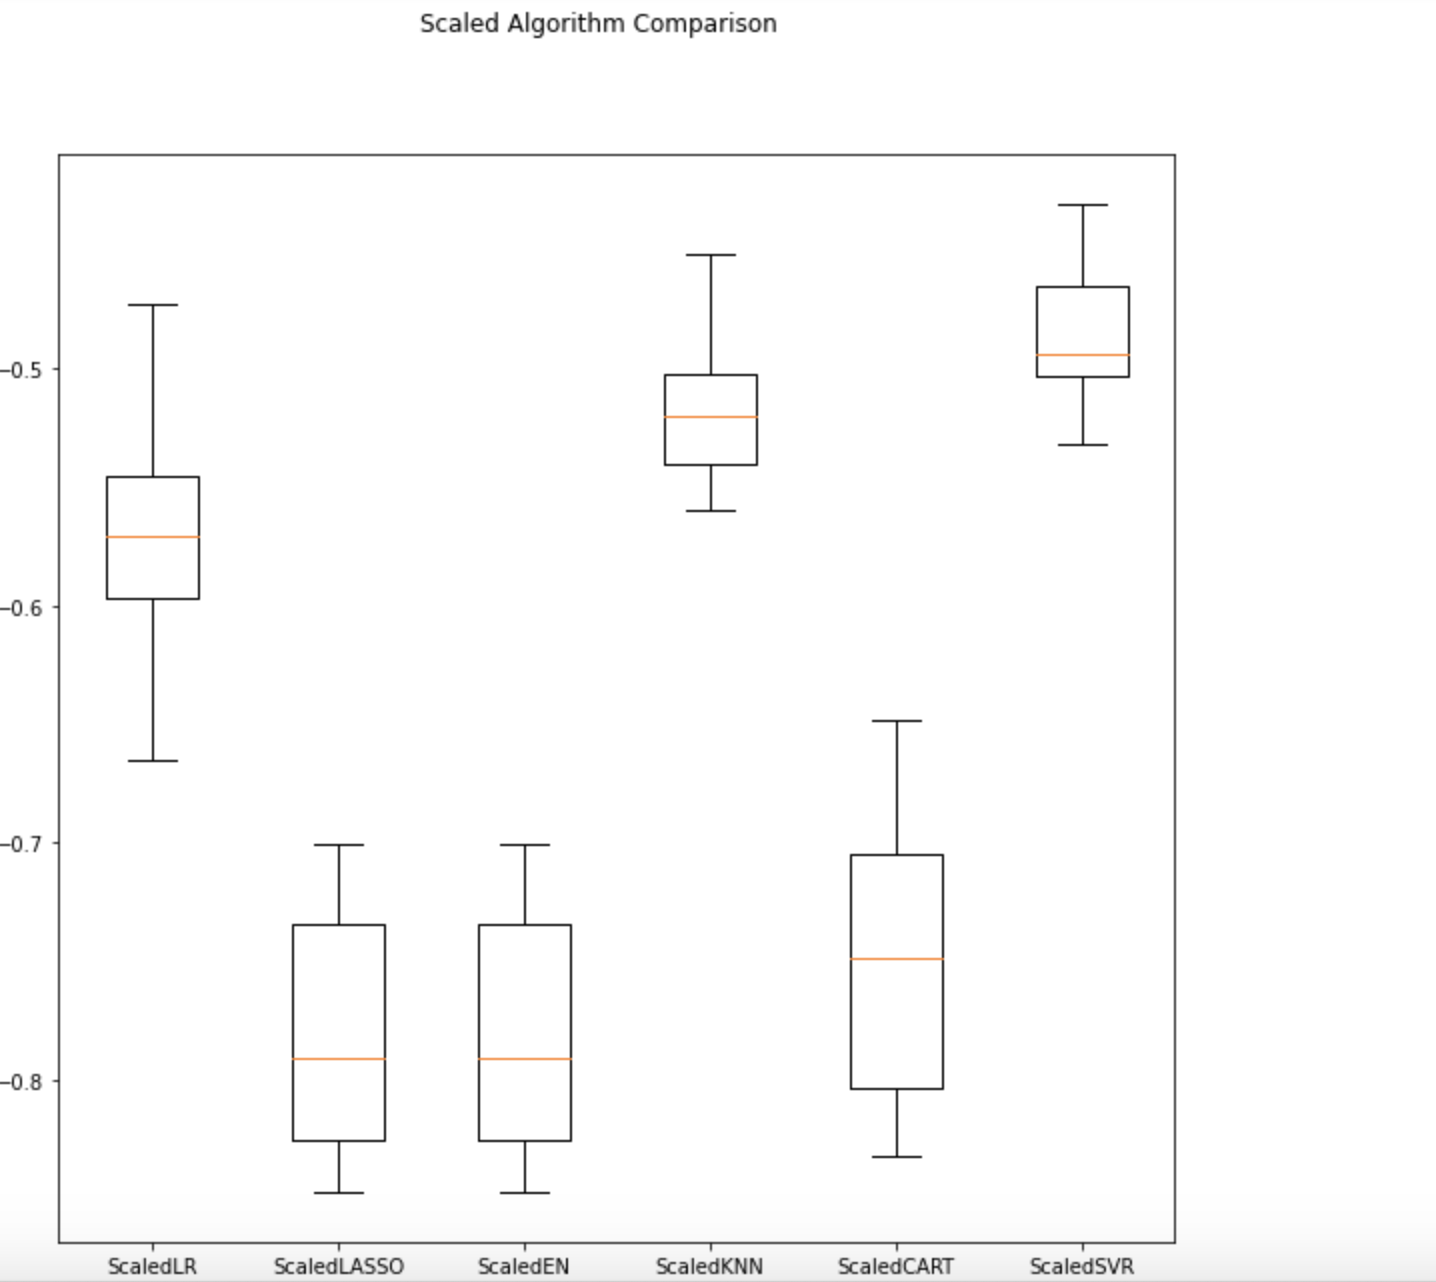 Scaled Algorithm Comparison
−0.5
−0.6
−0.7
−0.8
ScaledLR ScaledLASSO ScaledEN ScaledKNN ScaledCART ScaledSVR